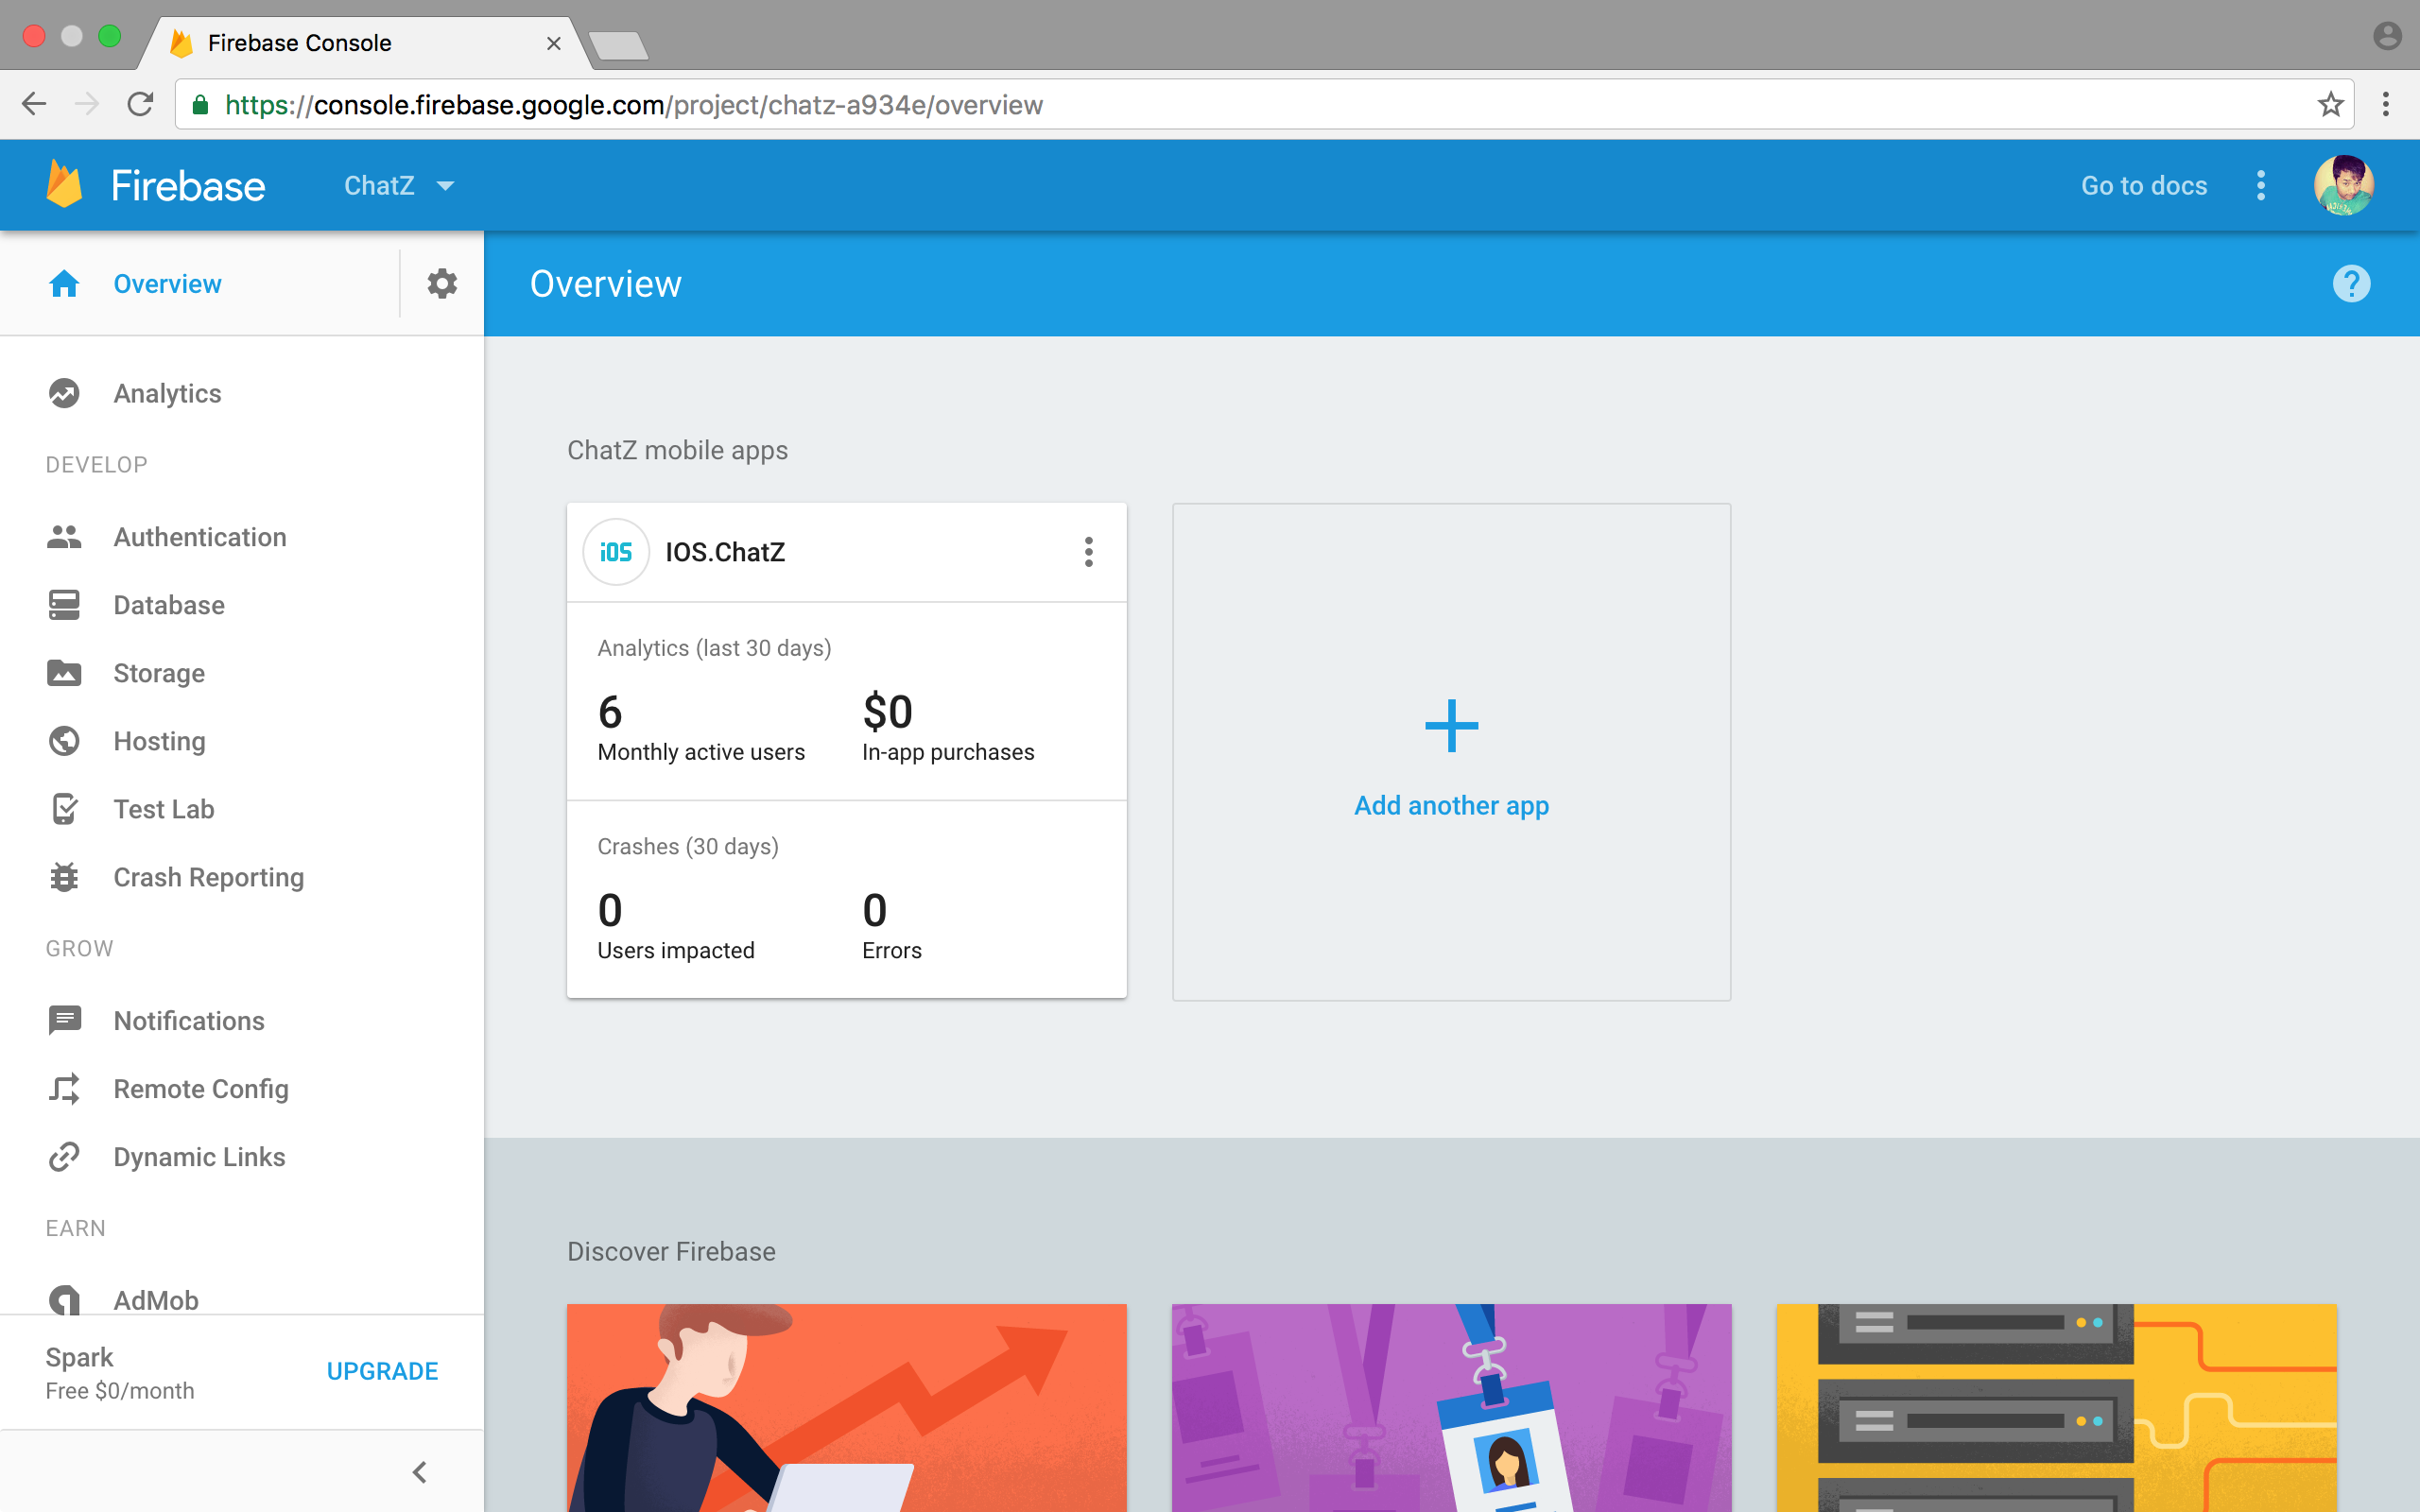 Firebase Console
https://console.firebase.google.com/project/chatz-a934e/overview
Firebase
ChatZ
Go to docs
Overview
Overview
Analytics
DEVELOP
Authentication
Database
Storage
Hosting
Test Lab
Crash Reporting
GROW
Notifications
Remote Config
Dynamic Links
EARN
AdMob
Spark
Free $0/month
UPGRADE
ChatZ mobile apps
iOS
IOS.ChatZ
Analytics (last 30 days)
6
Monthly active users
$0
In-app purchases
Crashes (30 days)
0
Users impacted
0
Errors
Add another app
Discover Firebase